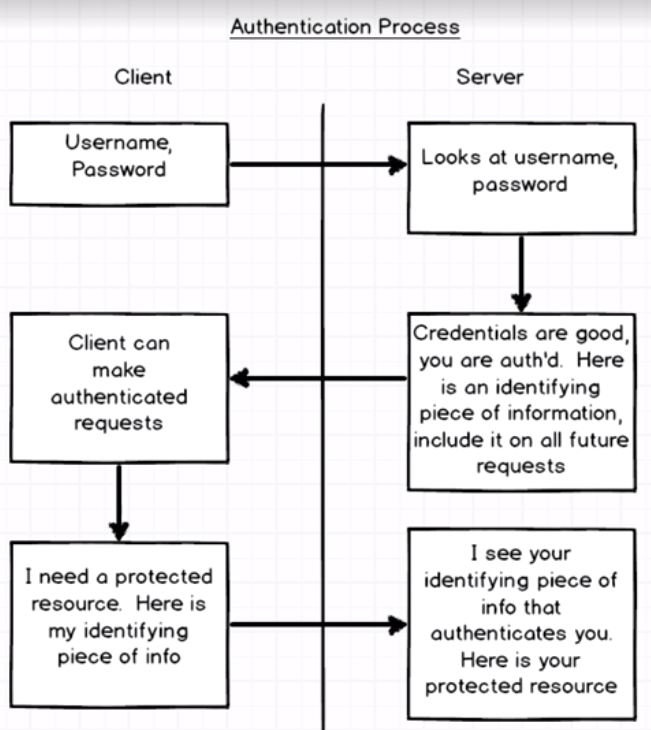 Authentication Process
Client
Server
Username,
Password
Looks at username,
password
Credentials are good,
you are auth'd. Here
is an identifying
piece of information,
include it on all future
requests
Client can
make
authenticated
requests
I need a protected
resource. Here is
my identifying
piece of info
I see your
identifying piece of
info that
authenticates you.
Here is your
protected resource